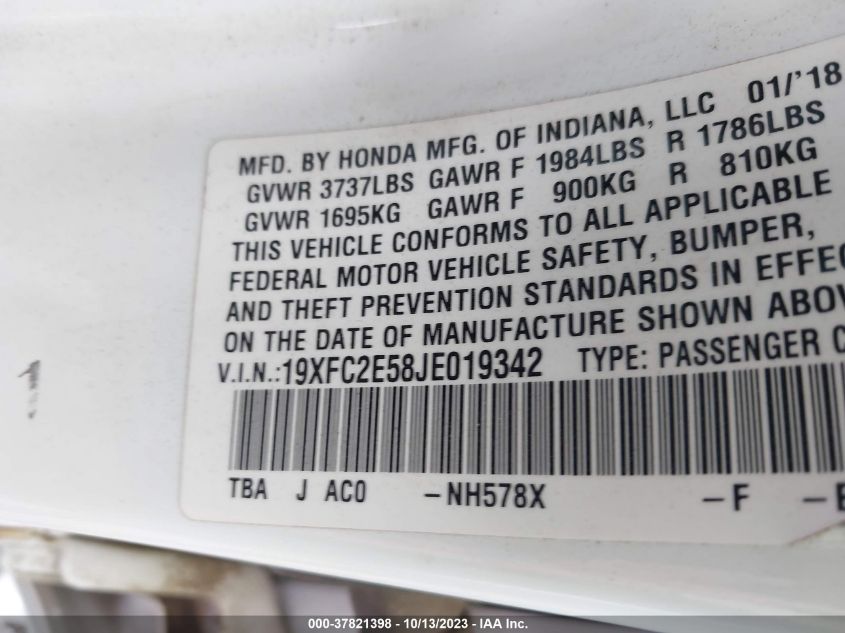 MFD. BY HONDA MFG. OF INDIANA, LLC 01/'18
GVWR 3737LBS GAWR F 1984LBS R 1786LBS
GVWR 1695KG GAWR F 900KG R 810KG
THIS VEHICLE CONFORMS TO ALL APPLICABLE
FEDERAL MOTOR VEHICLE SAFETY, BUMPER,
AND THEFT PREVENTION STANDARDS IN EFFEC
ON THE DATE OF MANUFACTURE SHOWN ABOV
V.I.N.:19XFC2E58JE019342 TYPE: PASSENGER C
TBA J AC0 -NH578X -F -E
000-37821398 - 10/13/2023 - IAA Inc.